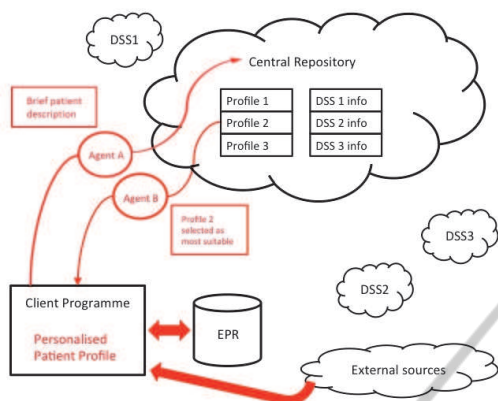 DSS1
Central Repository
Brief patient
description
Profile 1
DSS 1 info
Profile 2
DSS 2 info
Profile 3
DSS 3 info
Agent A
Agent B
Profile 2
selected as
most suitable
DSS3
DSS2
Client Programme
Personalised
Patient Profile
EPR
External sources